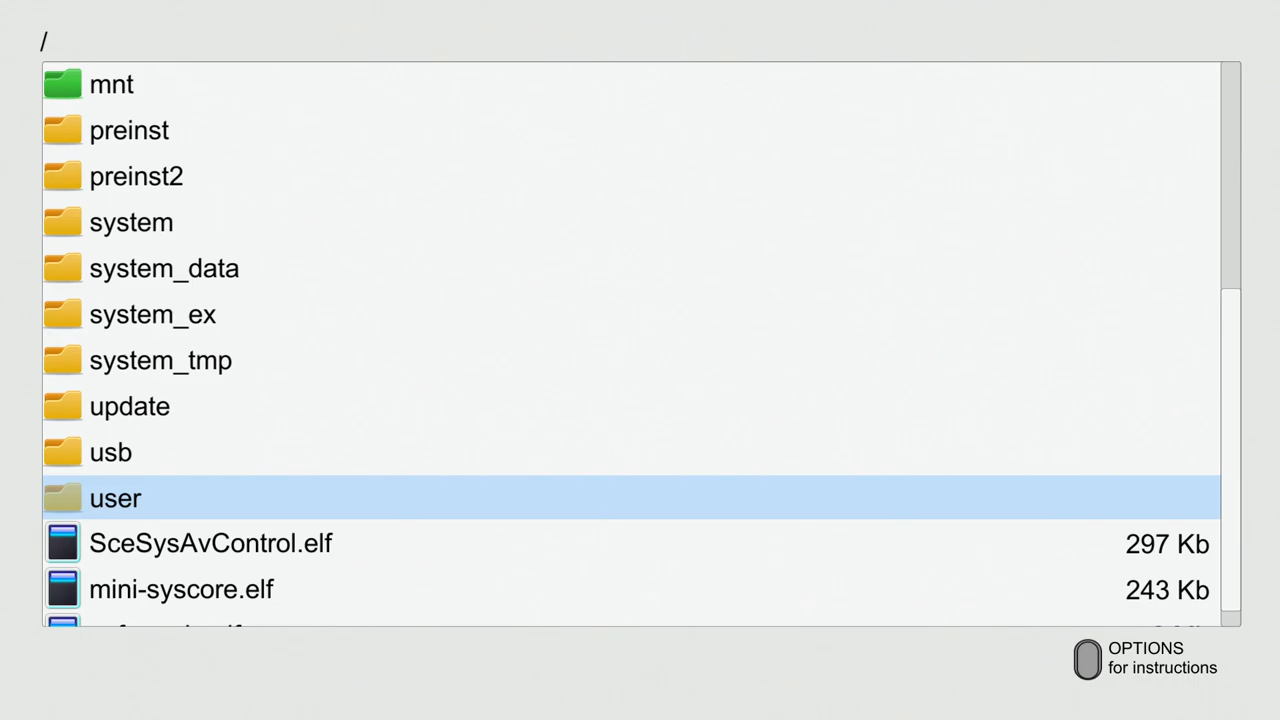 /
mnt
preinst
preinst2
system
system_data
system_ex
system_tmp
update
usb
user
SceSysAvControl.elf 297 Kb
mini-syscore.elf 243 Kb
OPTIONS
for instructions